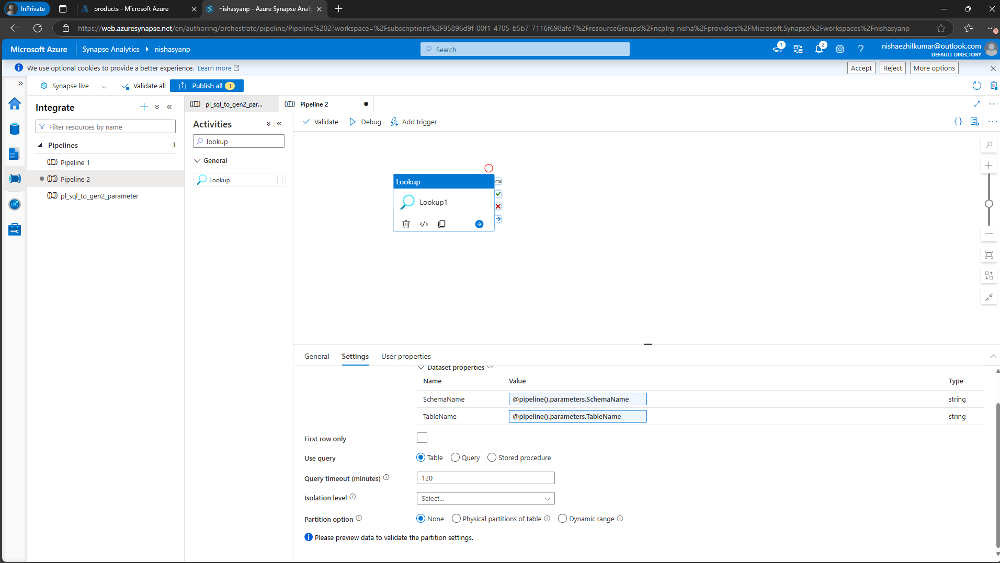 InPrivate
products - Microsoft Azure
nishasyanp - Azure Synapse Anal
https://web.azuresynapse.net/en/authoring/orchestrate/pipeline/Pipeline%202?workspace=%2Fsubscriptions%2F95896d9f-00f1-4705-b5b7-7116f698afe7%2FresourceGroups%2Fncplrg-nisha%2Fproviders%2FMicrosoft.Synapse%2Fworkspaces%2Fnishasyanp
Microsoft Azure
Synapse Analytics
nishasyanp
Search
1
2
nishaezhilkumar@outlook.com
DEFAULT DIRECTORY
We use optional cookies to provide a better experience. Learn more
Accept
Reject
More options
Synapse live
Validate all
Publish all 1
Integrate
pl_sql_to_gen2_par...
Pipeline 2
Filter resources by name
Activities
Validate
Debug
Add trigger
lookup
Pipelines
3
General
Pipeline 1
Lookup
Pipeline 2
pl_sql_to_gen2_parameter
Lookup
Lookup1
General
Settings
User properties
Dataset properties
Name
Value
Type
SchemaName
@pipeline().parameters.SchemaName
string
TableName
@pipeline().parameters.TableName
string
First row only
Use query
Table
Query
Stored procedure
Query timeout (minutes)
120
Isolation level
Select...
Partition option
None
Physical partitions of table
Dynamic range
Please preview data to validate the partition settings.